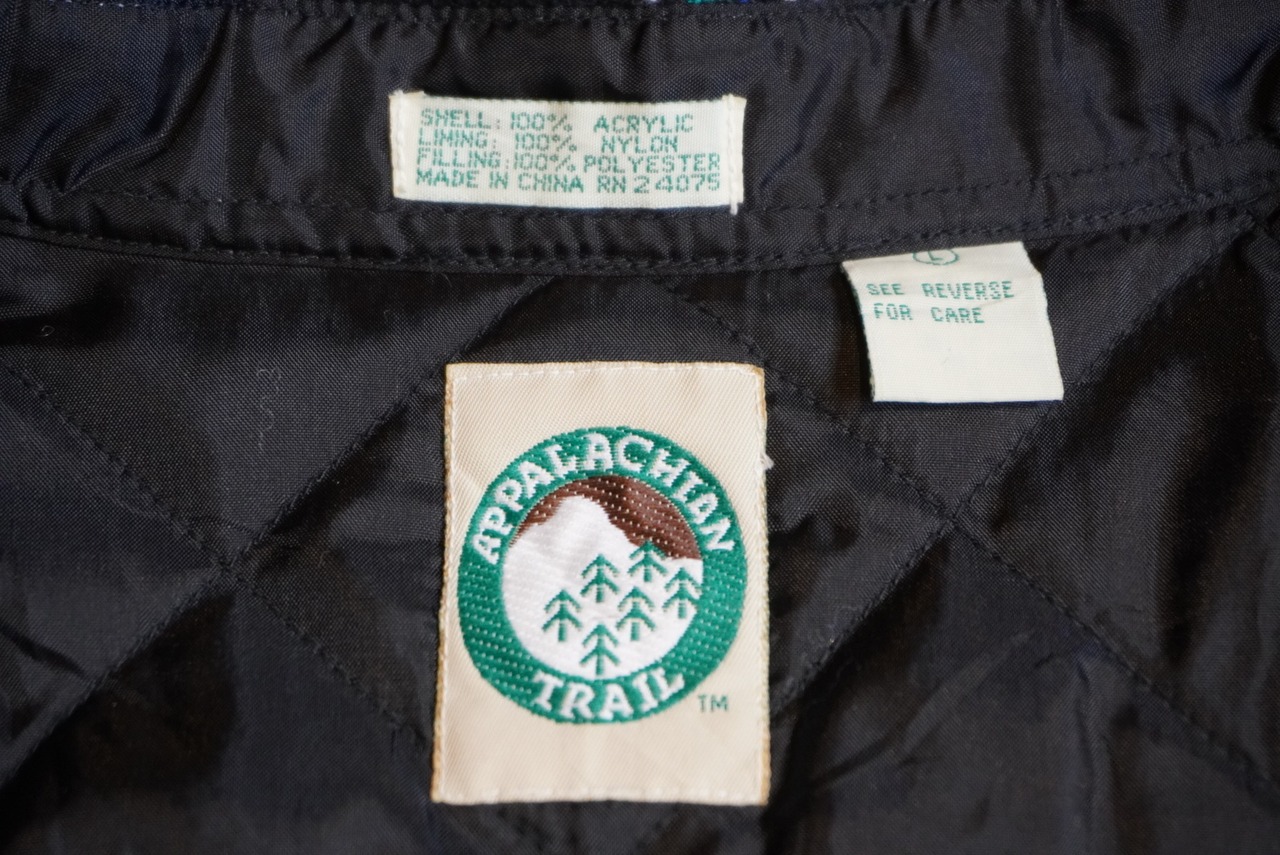 SHELL: 100% ACRYLIC
LINING: 100% NYLON
FILLING: 100% POLYESTER
MADE IN CHINA RN 24075
L
SEE REVERSE
FOR CARE
APPALACHIAN
TRAIL
TM